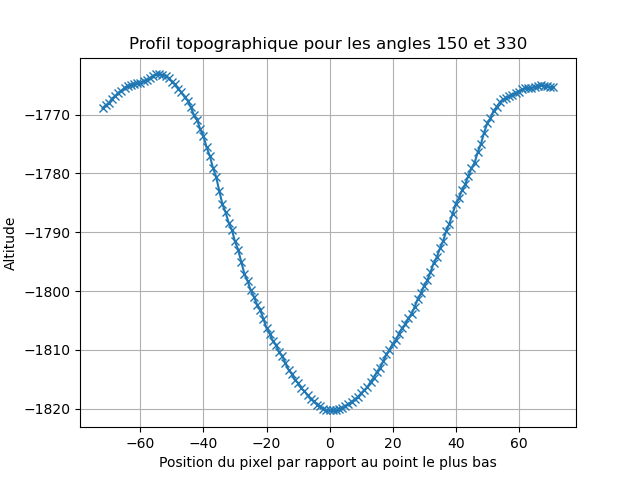 Profil topographique pour les angles 150 et 330
−1770
−1780
−1790
−1800
−1810
−1820
Altitude
−60 −40 −20 0 20 40 60
Position du pixel par rapport au point le plus bas